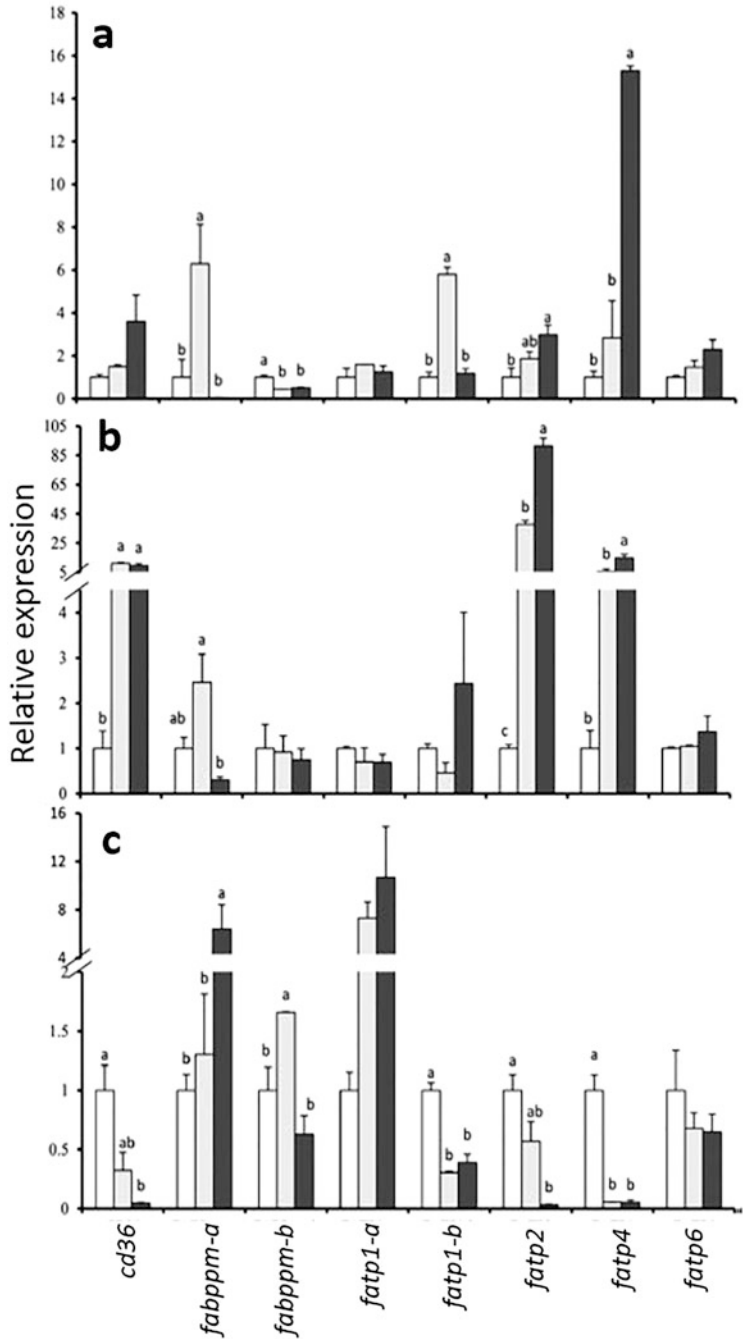 a
18
16
14
12
10
8
6
4
2
0
b a b
a b b
b a b
b ab a
b b a
Relative expression
b
105
85
65
45
25
5
4
3
2
1
0
b a a
ab a b
c b a
b b a
c
16
12
8
4
2
1.5
1
0.5
0
a ab b
b b a
b a b
a b b
a ab b
a b b
cd36
fabppm-a
fabppm-b
fatp1-a
fatp1-b
fatp2
fatp4
fatp6